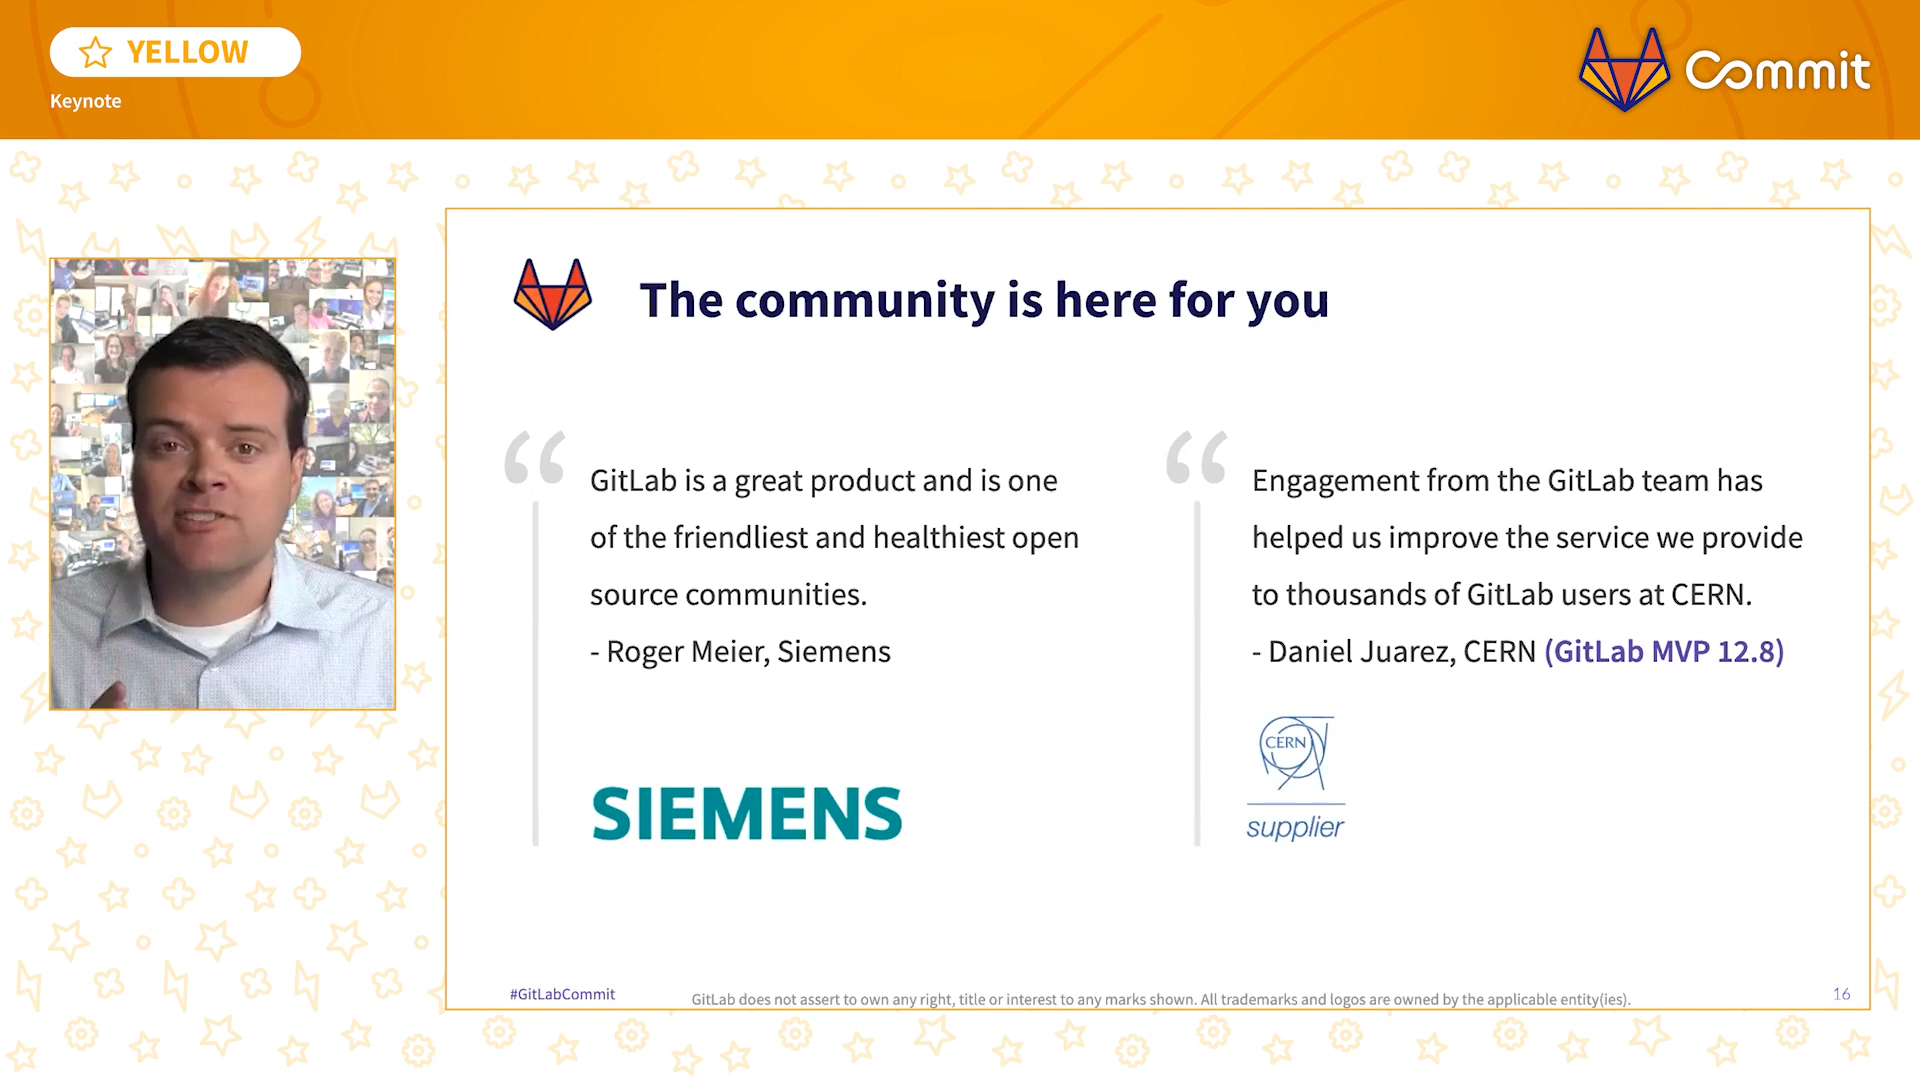 YELLOW
Keynote
Commit
The community is here for you
“
GitLab is a great product and is one
of the friendliest and healthiest open
source communities.
- Roger Meier, Siemens
SIEMENS
“
Engagement from the GitLab team has
helped us improve the service we provide
to thousands of GitLab users at CERN.
- Daniel Juarez, CERN (GitLab MVP 12.8)
CERN
supplier
#GitLabCommit
GitLab does not assert to own any right, title or interest to any marks shown. All trademarks and logos are owned by the applicable entity(ies).
16